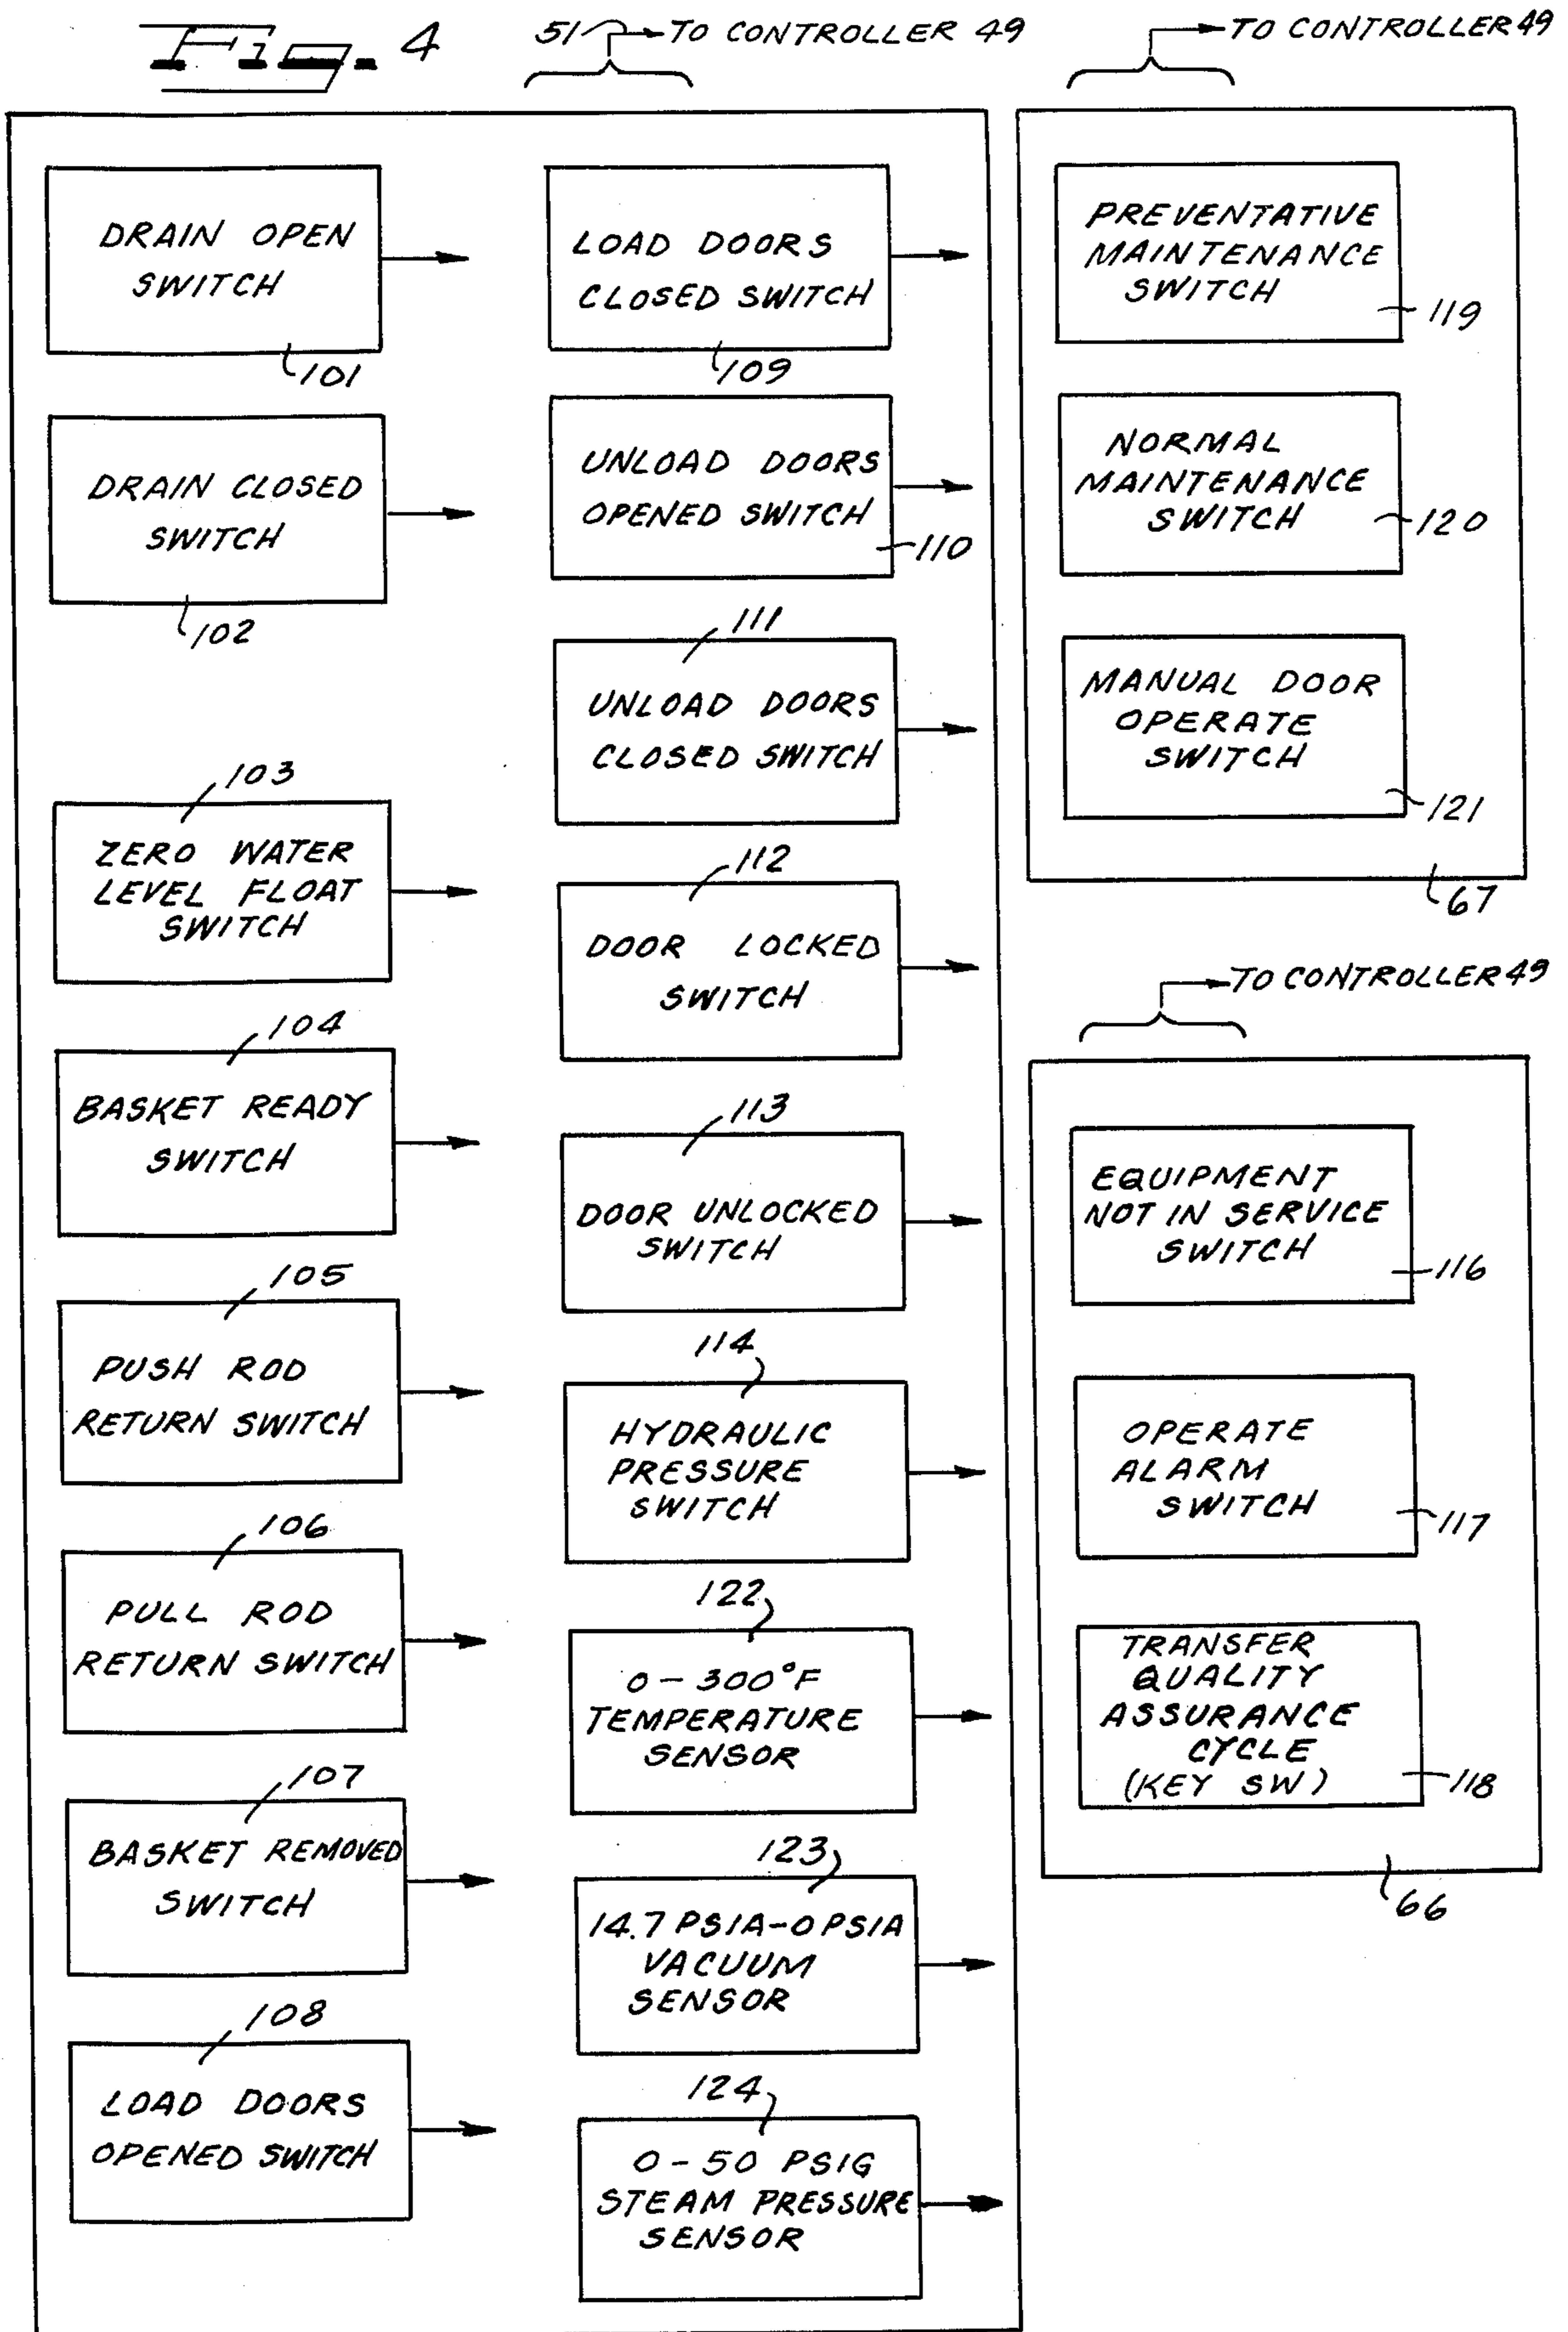 Fig. 4
51 TO CONTROLLER 49
TO CONTROLLER 49
DRAIN OPEN
SWITCH
101
DRAIN CLOSED
SWITCH
102
103
ZERO WATER
LEVEL FLOAT
SWITCH
104
BASKET READY
SWITCH
105
PUSH ROD
RETURN SWITCH
106
PULL ROD
RETURN SWITCH
107
BASKET REMOVED
SWITCH
108
LOAD DOORS
OPENED SWITCH
LOAD DOORS
CLOSED SWITCH
109
UNLOAD DOORS
OPENED SWITCH
110
111
UNLOAD DOORS
CLOSED SWITCH
112
DOOR LOCKED
SWITCH
113
DOOR UNLOCKED
SWITCH
114
HYDRAULIC
PRESSURE
SWITCH
122
0-300°F
TEMPERATURE
SENSOR
123
14.7 PSIA-0 PSIA
VACUUM
SENSOR
124
0-50 PSIG
STEAM PRESSURE
SENSOR
PREVENTATIVE
MAINTENANCE
SWITCH
119
NORMAL
MAINTENANCE
SWITCH
120
MANUAL DOOR
OPERATE
SWITCH
121
67
TO CONTROLLER 49
EQUIPMENT
NOT IN SERVICE
SWITCH
116
OPERATE
ALARM
SWITCH
117
TRANSFER
QUALITY
ASSURANCE
CYCLE
(KEY SW)
118
66